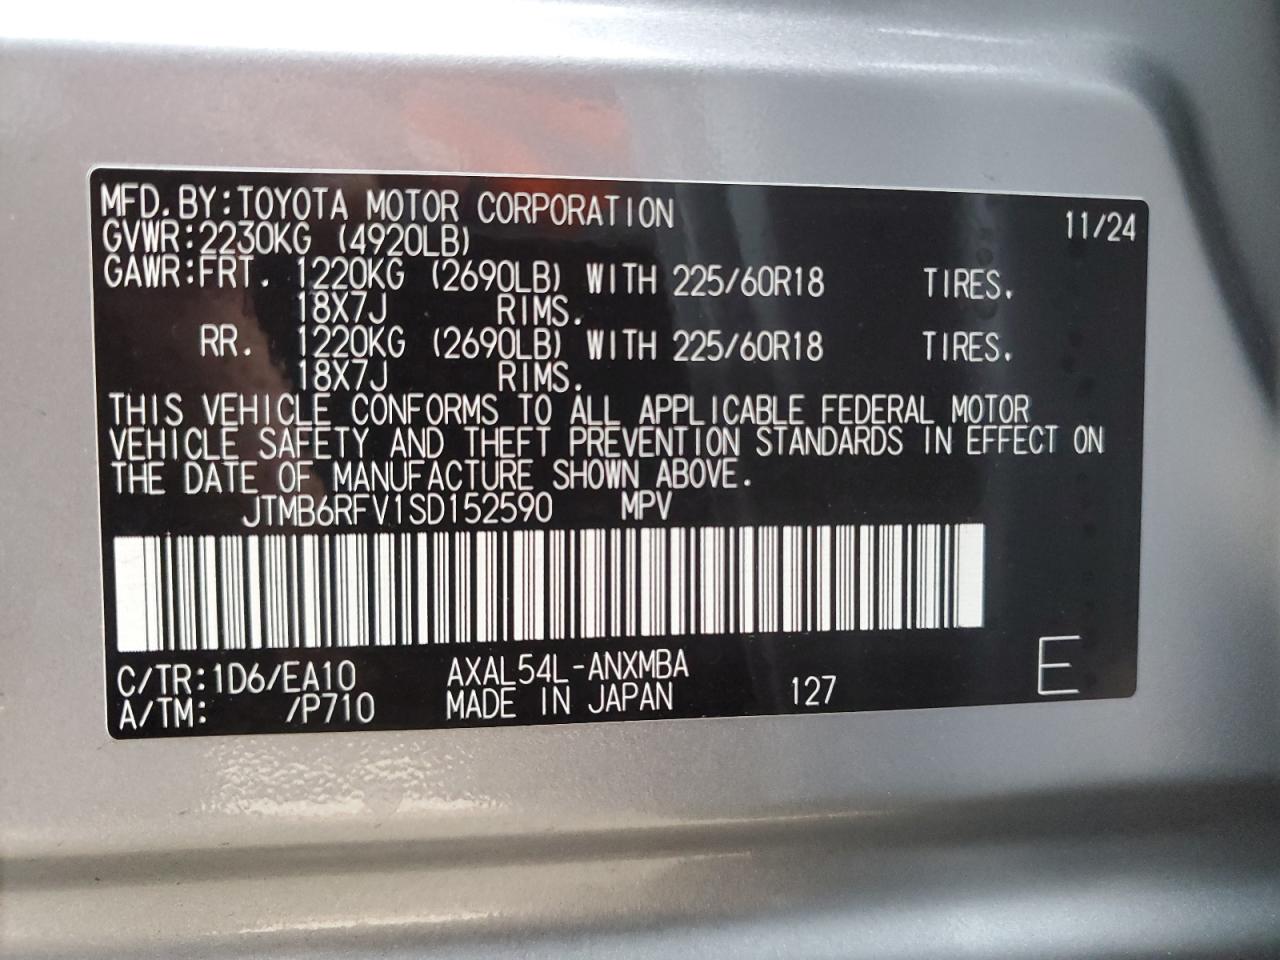 MFD.BY:TOYOTA MOTOR CORPORATION 11/24
GVWR:2230KG (4920LB)
GAWR:FRT. 1220KG (2690LB) WITH 225/60R18 TIRES.
18X7J RIMS.
RR. 1220KG (2690LB) WITH 225/60R18 TIRES.
18X7J RIMS.
THIS VEHICLE CONFORMS TO ALL APPLICABLE FEDERAL MOTOR
VEHICLE SAFETY AND THEFT PREVENTION STANDARDS IN EFFECT ON
THE DATE OF MANUFACTURE SHOWN ABOVE.
JTMB6RFV1SD152590 MPV
C/TR:1D6/EA10 AXAL54L-ANXMBA
A/TM: /P710 MADE IN JAPAN 127 E